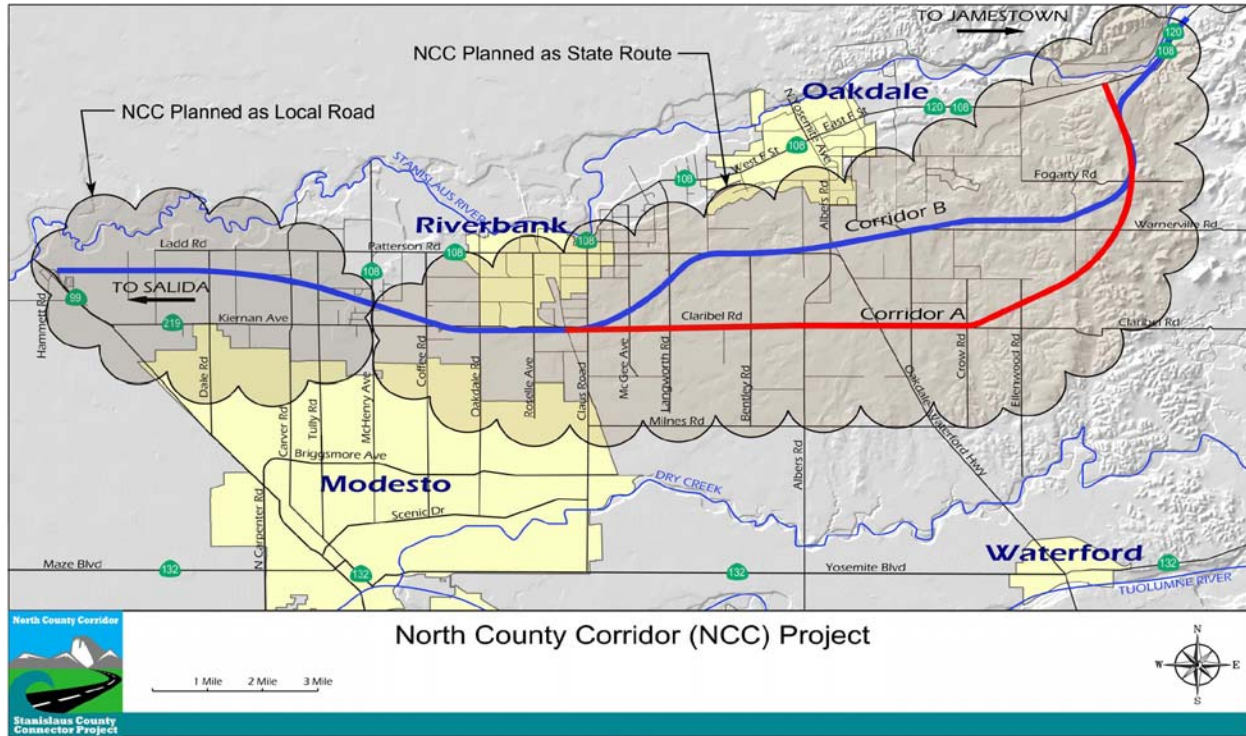 TO JAMESTOWN
120
108
NCC Planned as State Route
NCC Planned as Local Road
Oakdale
N Yosemite Ave
East F St
120
108
108
West F St
108
STANISLAUS RIVER
Fogarty Rd
Albers Rd
Corridor B
Riverbank
Ladd Rd
Patterson Rd
108
108
Warnerville Rd
108
TO SALIDA
99
Hammett Rd
219
Kiernan Ave
Claribel Rd
Corridor A
Claribel Rd
Dale Rd
Carver Rd
Tully Rd
McHenry Ave
Coffee Rd
Oakdale Rd
Roselle Ave
Claus Road
McGee Ave
Langworth Rd
Bentley Rd
Crow Rd
Ellenwood Rd
Oakdale Waterford Hwy
Milnes Rd
Albers Rd
Briggsmore Ave
Modesto
DRY CREEK
N Carpenter Rd
Scenic Dr
Waterford
Maze Blvd
132
132
132
Yosemite Blvd
132
TUOLUMNE RIVER
North County Corridor
Stanislaus County
Connector Project
North County Corridor (NCC) Project
1 Mile
2 Mile
3 Mile
N
W
E
S